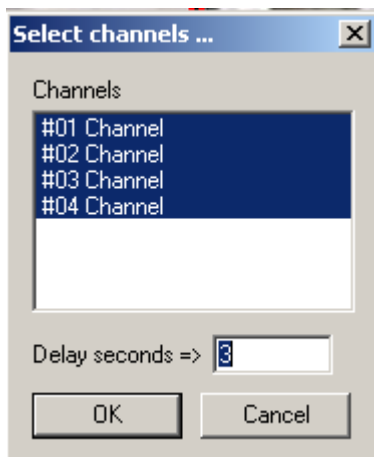 Select channels ...
Channels
#01 Channel
#02 Channel
#03 Channel
#04 Channel
Delay seconds => 3
OK Cancel